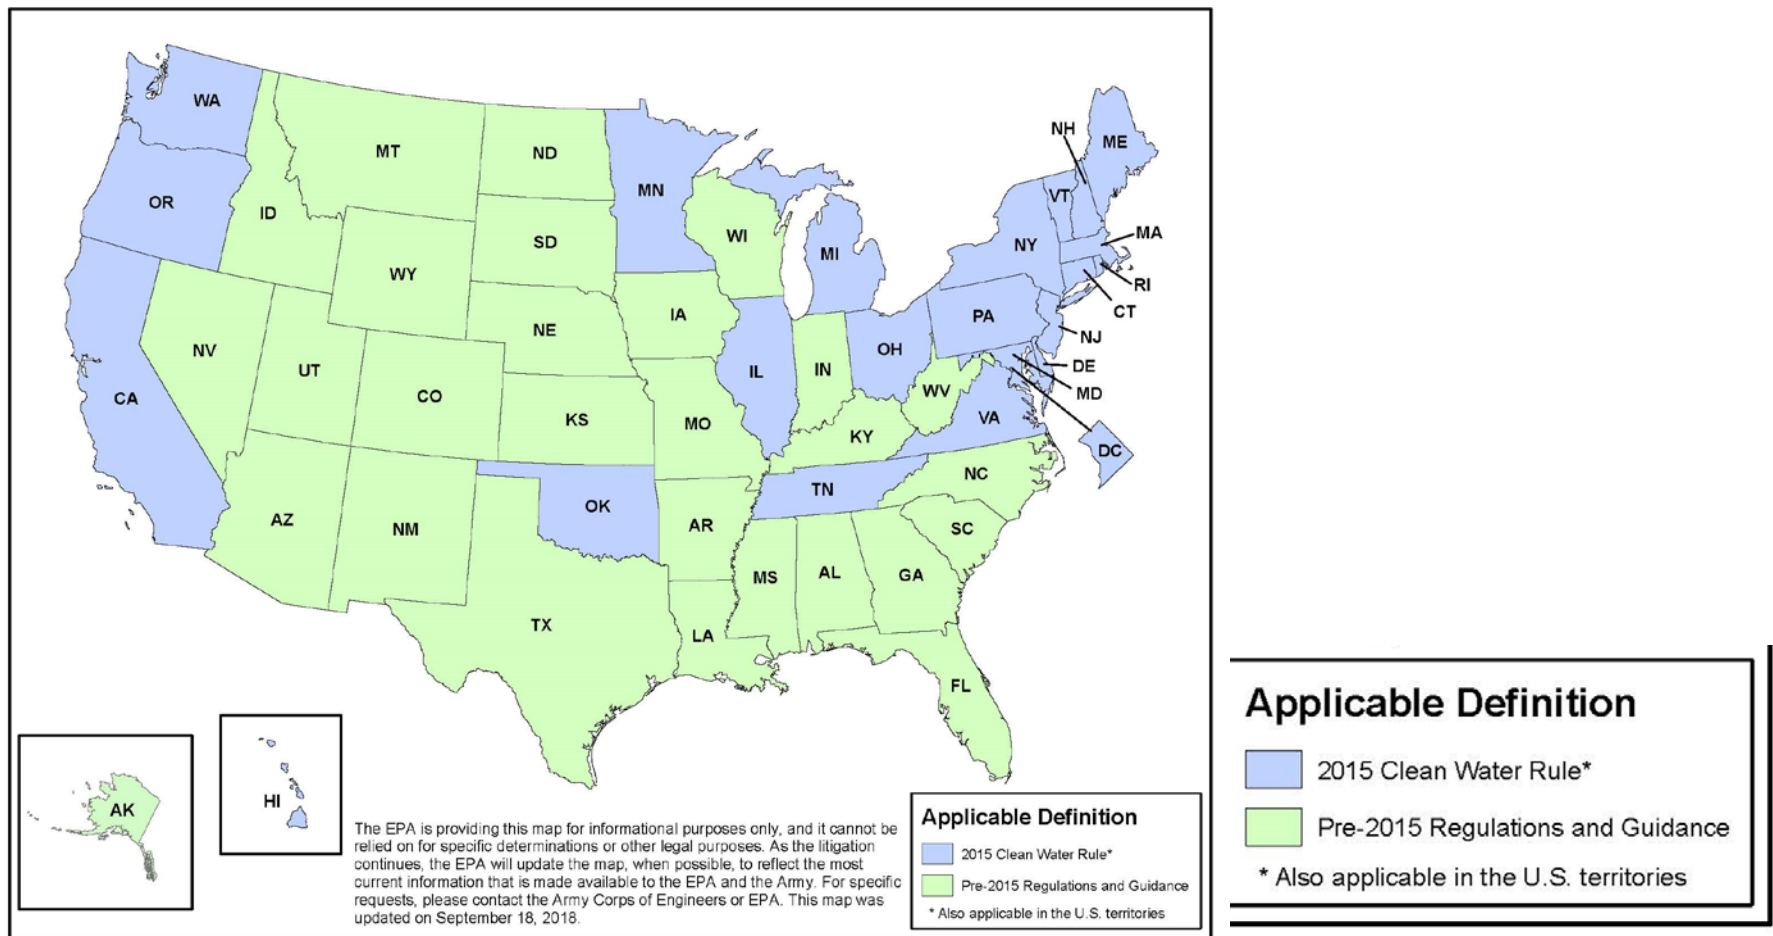 WA
MT
ND
MN
OR
ID
SD
WI
MI
NH
ME
VT
NY
MA
WY
RI
CT
IA
NE
PA
NJ
NV
UT
CO
IL
IN
OH
DE
MD
CA
KS
MO
WV
VA
KY
DC
AZ
NM
OK
TN
NC
AR
SC
MS
AL
GA
TX
LA
FL
AK
HI
The EPA is providing this map for informational purposes only, and it cannot be
relied on for specific determinations or other legal purposes. As the litigation
continues, the EPA will update the map, when possible, to reflect the most
current information that is made available to the EPA and the Army. For specific
requests, please contact the Army Corps of Engineers or EPA. This map was
updated on September 18, 2018.
Applicable Definition
2015 Clean Water Rule*
Pre-2015 Regulations and Guidance
* Also applicable in the U.S. territories
Applicable Definition
2015 Clean Water Rule*
Pre-2015 Regulations and Guidance
* Also applicable in the U.S. territories